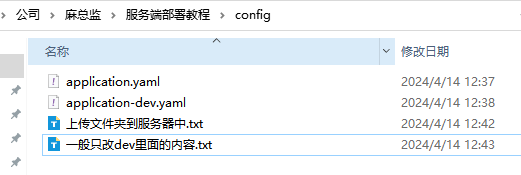 公司 > 麻总监 > 服务端部署教程 > config
名称 修改日期
application.yaml 2024/4/14 12:37
application-dev.yaml 2024/4/14 12:38
上传文件夹到服务器中.txt 2024/4/14 12:42
一般只改dev里面的内容.txt 2024/4/14 12:43